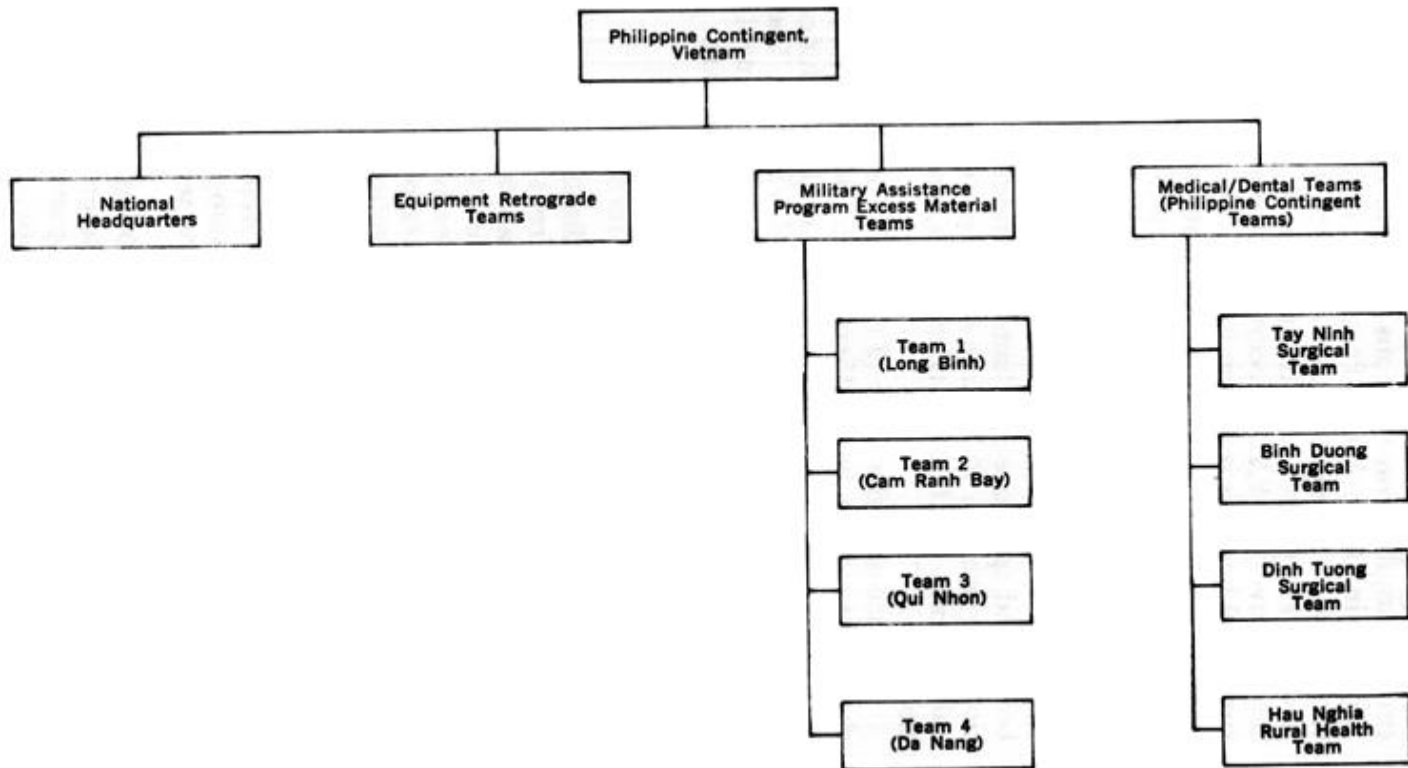 Philippine Contingent,
Vietnam
National
Headquarters
Equipment Retrograde
Teams
Military Assistance
Program Excess Material
Teams
Medical/Dental Teams
(Philippine Contingent
Teams)
Team 1
(Long Binh)
Team 2
(Cam Ranh Bay)
Team 3
(Qui Nhon)
Team 4
(Da Nang)
Tay Ninh
Surgical
Team
Binh Duong
Surgical
Team
Dinh Tuong
Surgical
Team
Hau Nghia
Rural Health
Team